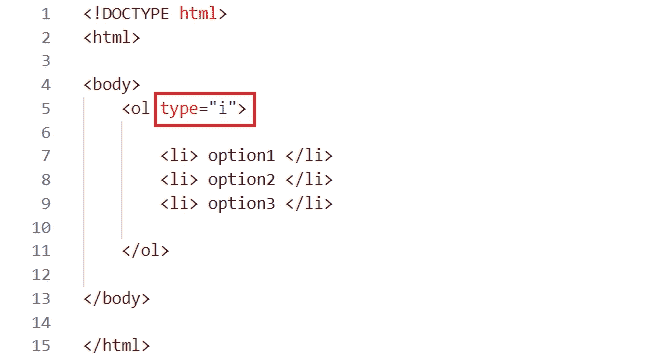 1 <!DOCTYPE html>
2 <html>
3
4 <body>
5 <ol type="i">
6
7 <li> option1 </li>
8 <li> option2 </li>
9 <li> option3 </li>
10
11 </ol>
12
13 </body>
14
15 </html>